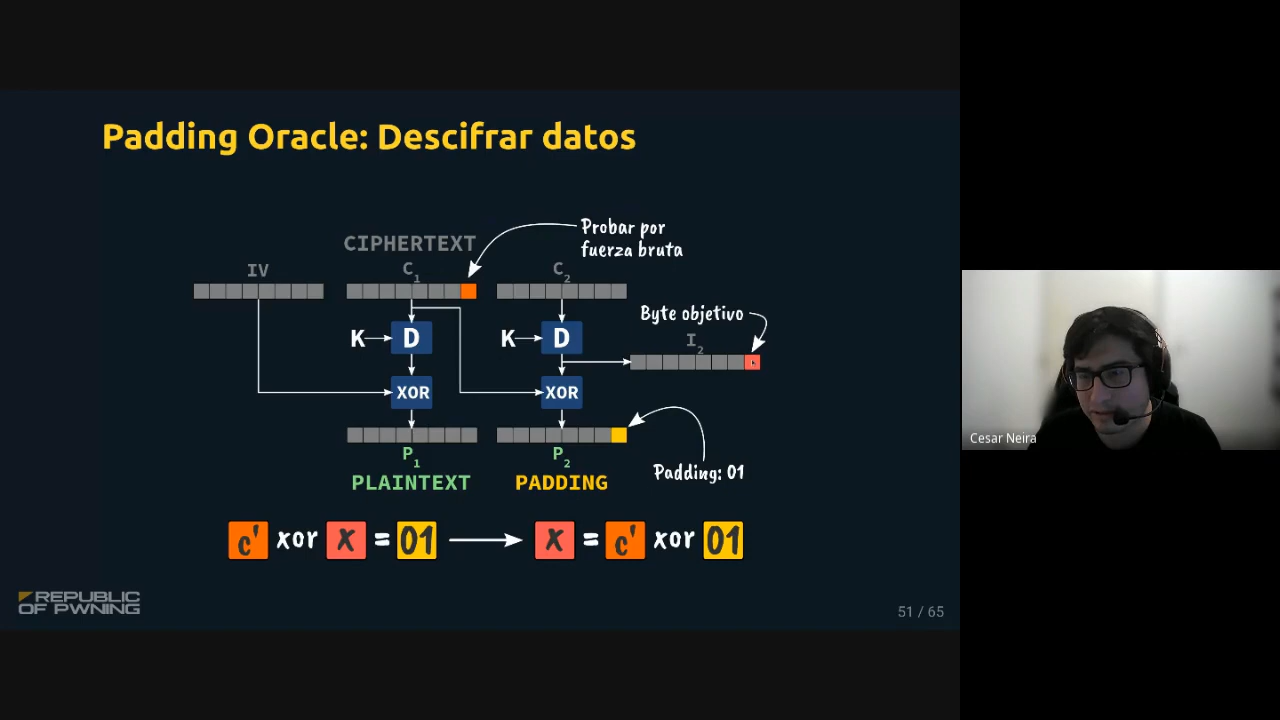 Padding Oracle: Descifrar datos
Probar por
fuerza bruta
CIPHERTEXT
IV
C1
C2
Byte objetivo
K
D
K
D
I2
XOR
XOR
P1
P2
Padding: 01
PLAINTEXT
PADDING
c' xor X = 01
X = c' xor 01
REPUBLIC
OF PWNING
51 / 65
Cesar Neira